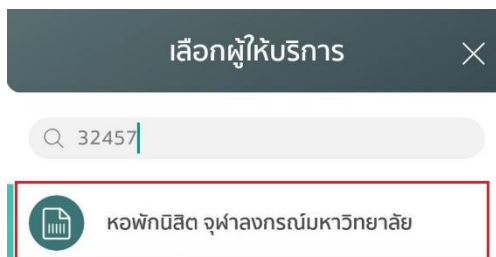 เลือกผู้ให้บริการ
32457
หอพักนิสิต จุฬาลงกรณ์มหาวิทยาลัย